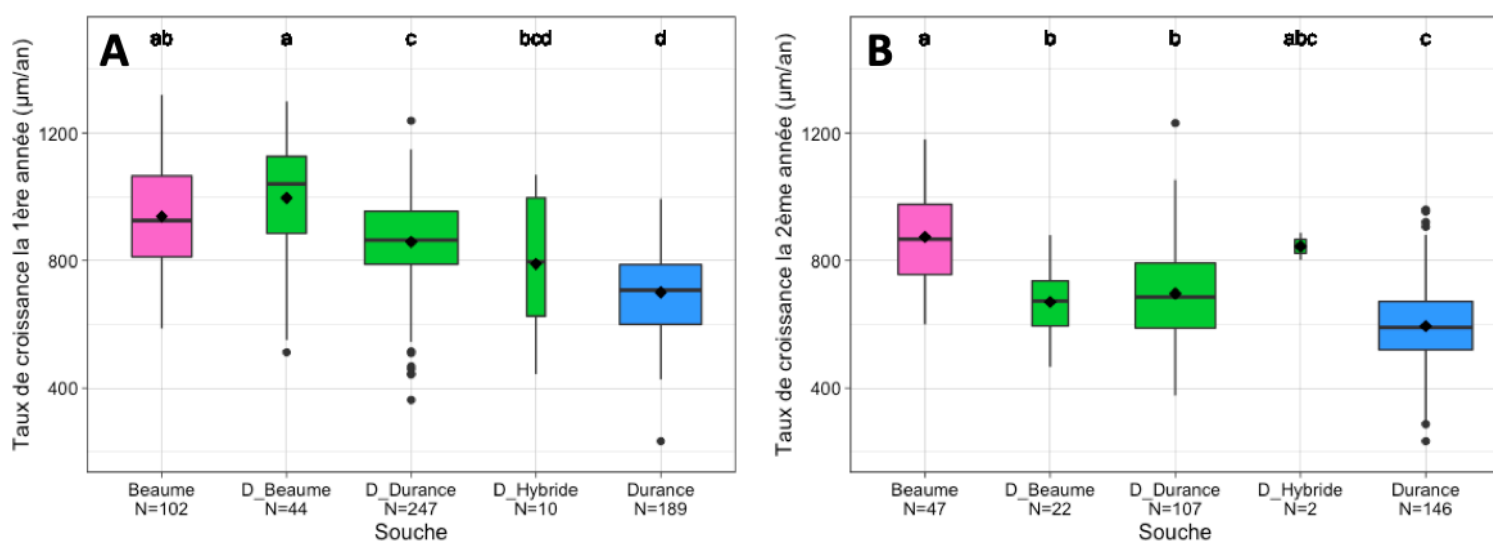 A
ab a c bcd d
Taux de croissance la 1ère année (µm/an)
1200
800
400
Beaume D_Beaume D_Durance D_Hybride Durance
N=102 N=44 N=247 N=10 N=189
Souche
B
a b b abc c
Taux de croissance la 2ème année (µm/an)
1200
800
400
Beaume D_Beaume D_Durance D_Hybride Durance
N=47 N=22 N=107 N=2 N=146
Souche